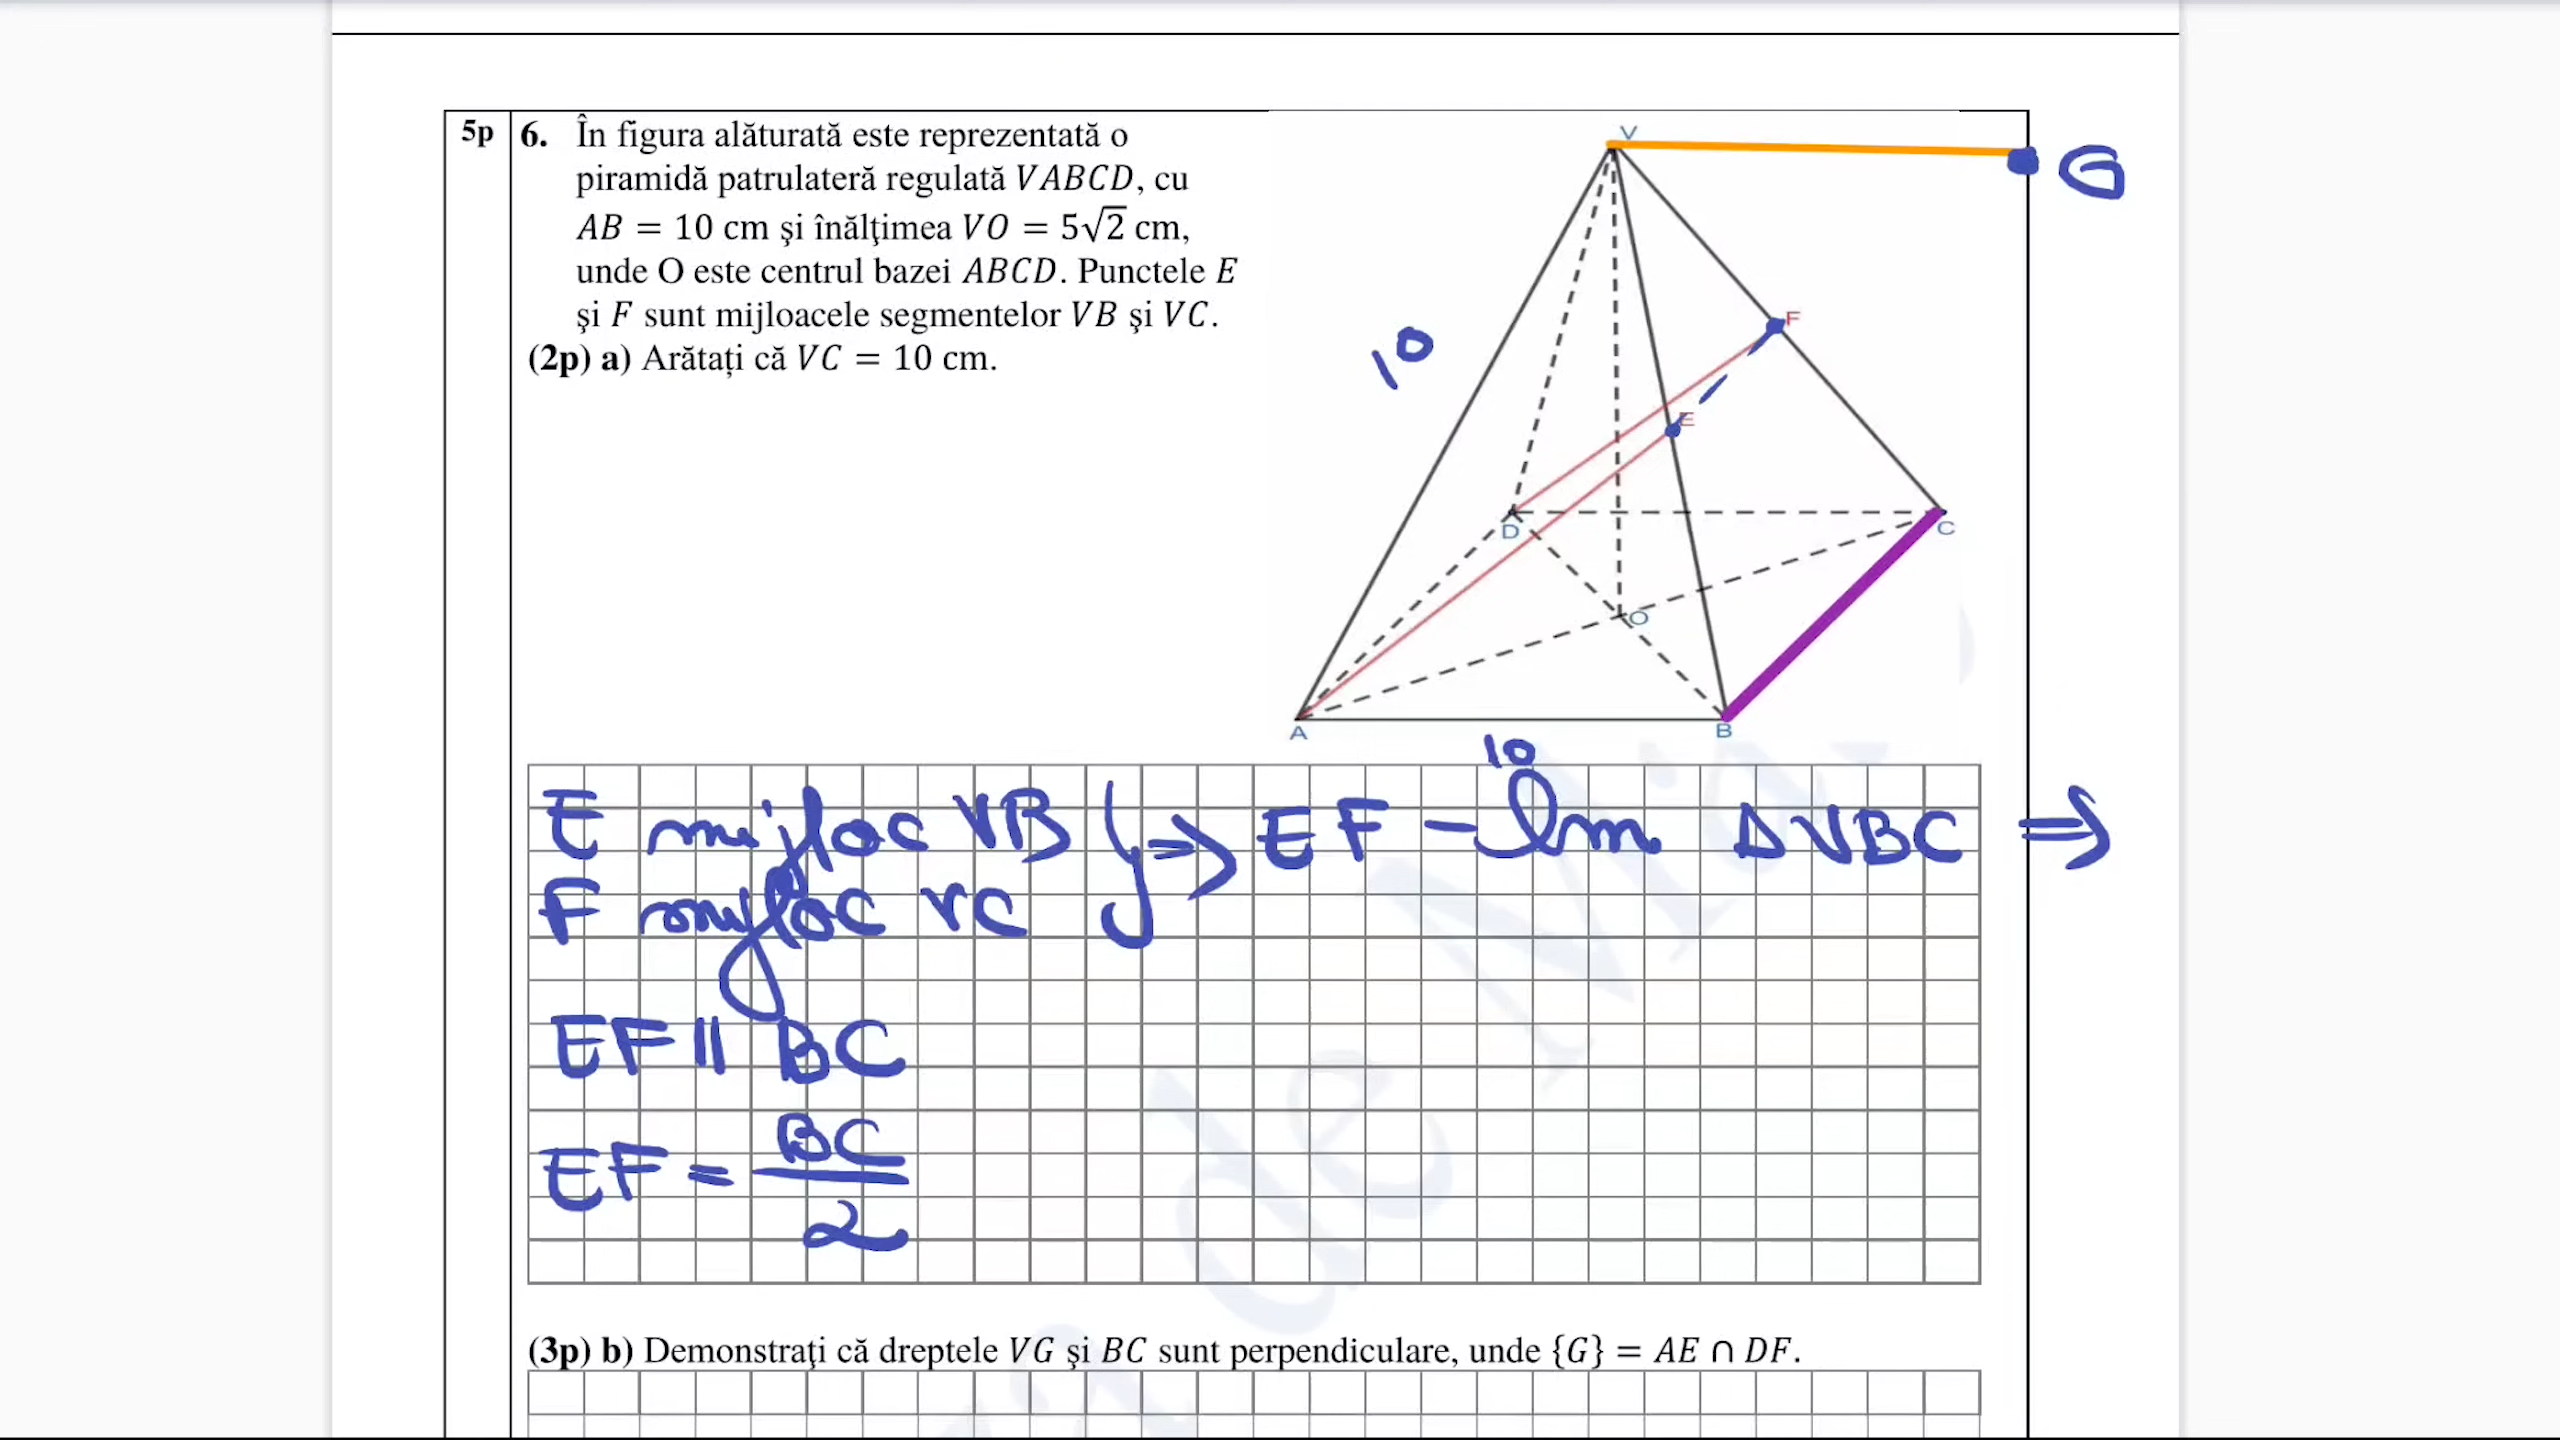 5p 6. În figura alăturată este reprezentată o
piramidă patrulateră regulată VABCD, cu
AB = 10 cm şi înălţimea VO = 5√2 cm,
unde O este centrul bazei ABCD. Punctele E
şi F sunt mijloacele segmentelor VB şi VC.
(2p) a) Arătați că VC = 10 cm.
V
G
F
10
E
D
C
O
A
B
10
E mijloc VB } => EF - lm ΔVBC =>
F mijloc VC
EF || BC
EF = BC/2
(3p) b) Demonstraţi că dreptele VG şi BC sunt perpendiculare, unde {G} = AE ∩ DF.